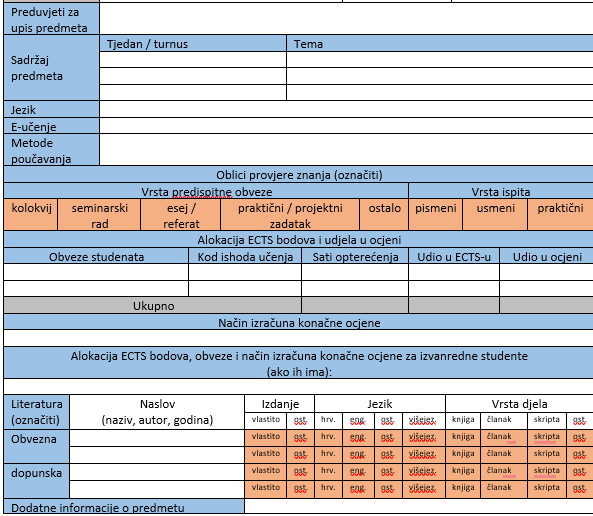 Preduvjeti za
upis predmeta
Tjedan / turnus Tema
Sadržaj
predmeta
Jezik
E-učenje
Metode
poučavanja
Oblici provjere znanja (označiti)
Vrsta predispitne obveze Vrsta ispita
kolokvij seminarski rad esej / referat praktični / projektni zadatak ostalo pismeni usmeni praktični
Alokacija ECTS bodova i udjela u ocjeni
Obveze studenata Kod ishoda učenja Sati opterećenja Udio u ECTS-u Udio u ocjeni
Ukupno
Način izračuna konačne ocjene
Alokacija ECTS bodova, obveze i način izračuna konačne ocjene za izvanredne studente
(ako ih ima):
Literatura (označiti) Naslov (naziv, autor, godina) Izdanje Jezik Vrsta djela
vlastito ost. hrv. eng. ost. višejez. knjiga članak skripta ost.
Obvezna vlastito ost. hrv. eng. ost. višejez. knjiga članak skripta ost.
vlastito ost. hrv. eng. ost. višejez. knjiga članak skripta ost.
dopunska vlastito ost. hrv. eng. ost. višejez. knjiga članak skripta ost.
vlastito ost. hrv. eng. ost. višejez. knjiga članak skripta ost.
Dodatne informacije o predmetu